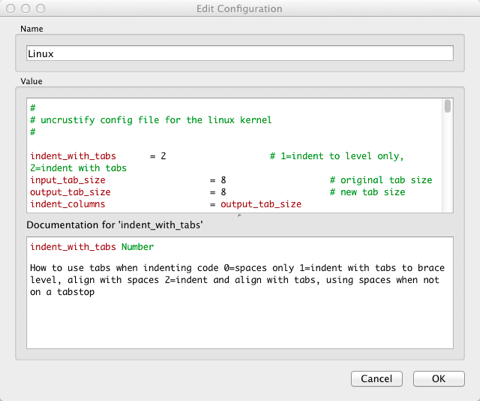 Edit Configuration
Name
Linux
Value
#
# uncrustify config file for the linux kernel
#
indent_with_tabs = 2 # 1=indent to level only,
2=indent with tabs
input_tab_size = 8 # original tab size
output_tab_size = 8 # new tab size
indent_columns = output_tab_size
Documentation for 'indent_with_tabs'
indent_with_tabs Number
How to use tabs when indenting code 0=spaces only 1=indent with tabs to brace
level, align with spaces 2=indent and align with tabs, using spaces when not
on a tabstop
Cancel
OK